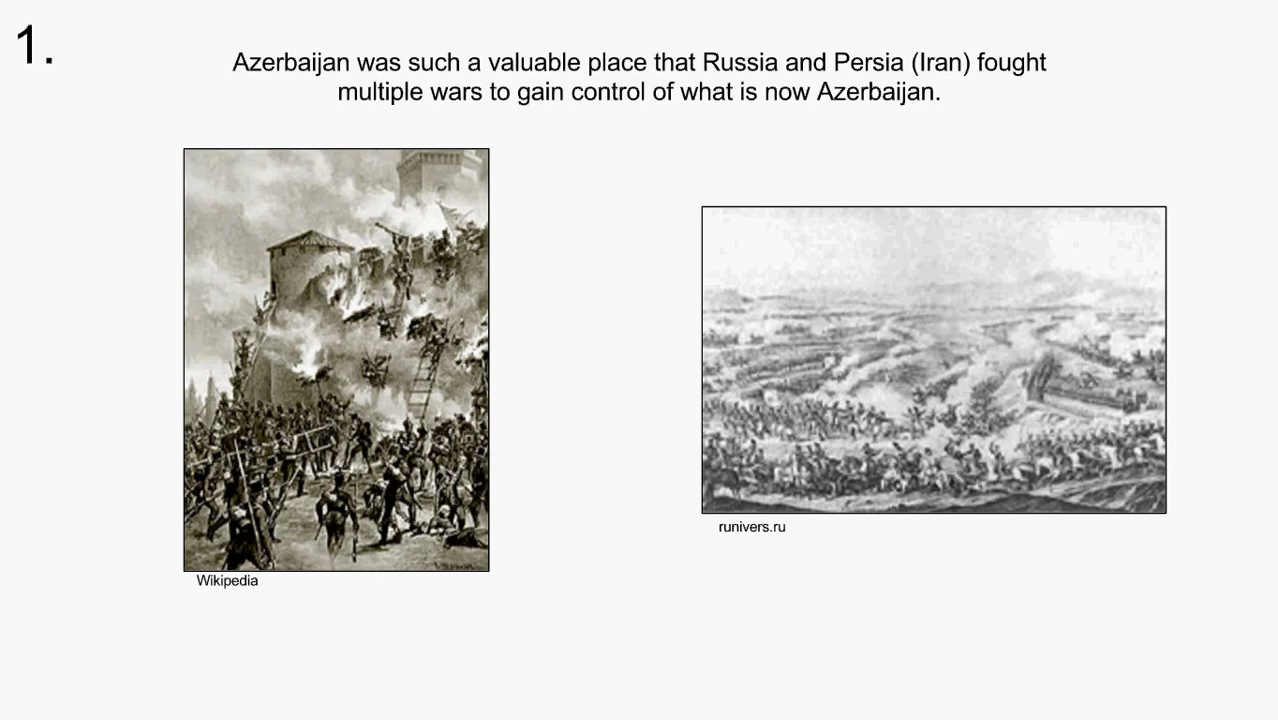 1.
Azerbaijan was such a valuable place that Russia and Persia (Iran) fought
multiple wars to gain control of what is now Azerbaijan.
runivers.ru
Wikipedia